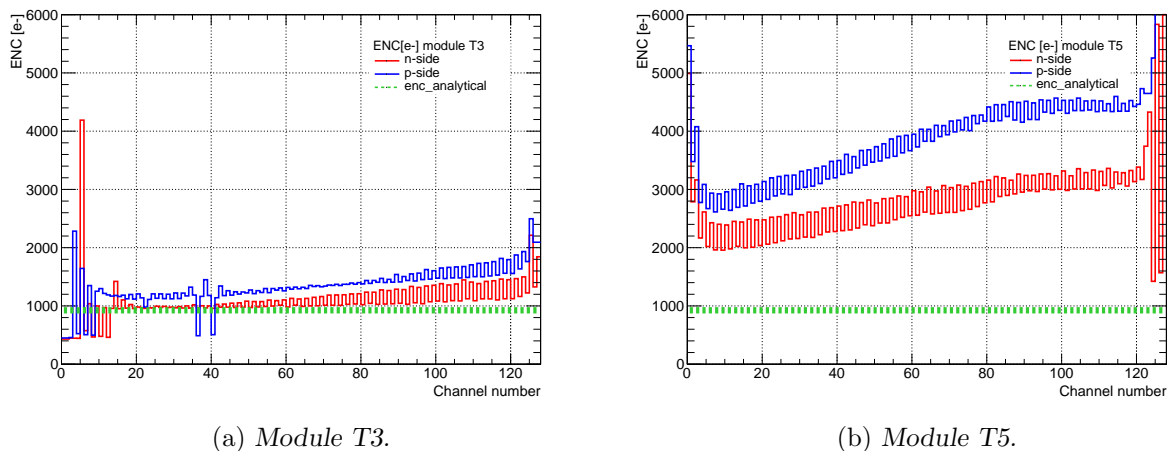 ENC [e-]
6000
5000
4000
3000
2000
1000
0
ENC[e-] module T3
n-side
p-side
enc_analytical
0 20 40 60 80 100 120
Channel number
(a) Module T3.
ENC [e-]
6000
5000
4000
3000
2000
1000
0
ENC [e-] module T5
n-side
p-side
enc_analytical
0 20 40 60 80 100 120
Channel number
(b) Module T5.